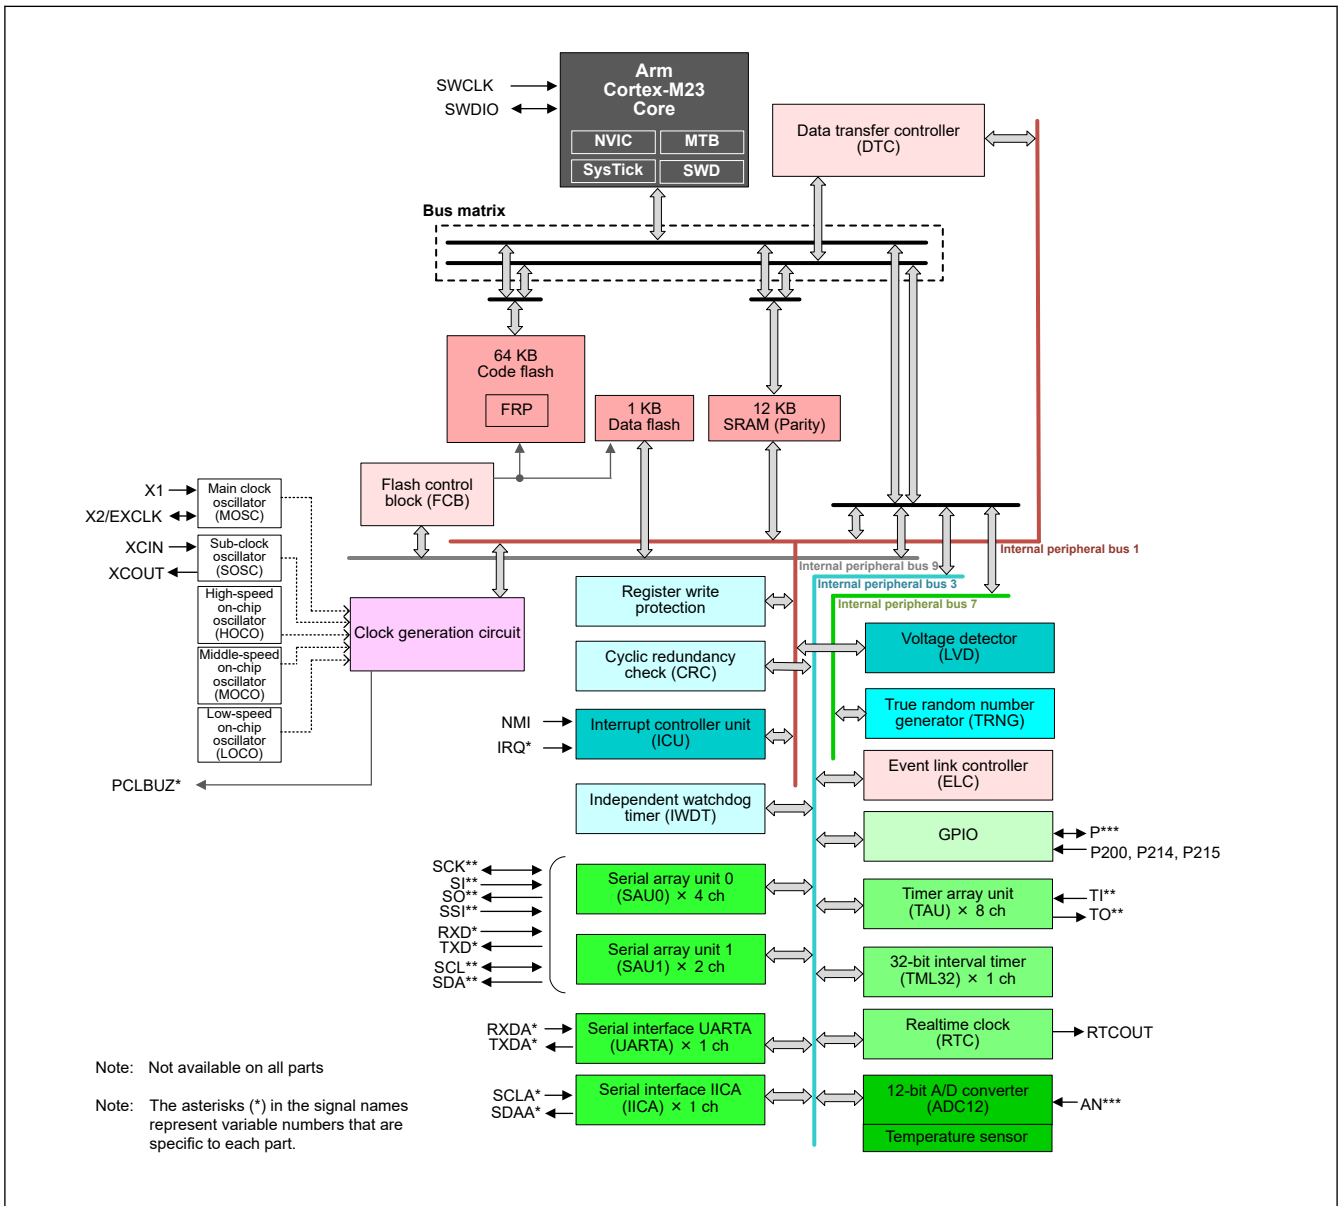 Arm
Cortex-M23
Core
NVIC
MTB
SysTick
SWD
SWCLK
SWDIO
Data transfer controller
(DTC)
Bus matrix
64 KB
Code flash
FRP
1 KB
Data flash
12 KB
SRAM (Parity)
Flash control
block (FCB)
X1
X2/EXCLK
Main clock
oscillator
(MOSC)
XCIN
XCOUT
Sub-clock
oscillator
(SOSC)
High-speed
on-chip
oscillator
(HOCO)
Middle-speed
on-chip
oscillator
(MOCO)
Low-speed
on-chip
oscillator
(LOCO)
Clock generation circuit
PCLBUZ*
Internal peripheral bus 1
Internal peripheral bus 9
Internal peripheral bus 3
Internal peripheral bus 7
Register write
protection
Cyclic redundancy
check (CRC)
NMI
IRQ*
Interrupt controller unit
(ICU)
Independent watchdog
timer (IWDT)
SCK**
SI**
SO**
SSI**
RXD*
TXD*
SCL**
SDA**
Serial array unit 0
(SAU0) × 4 ch
Serial array unit 1
(SAU1) × 2 ch
RXDA*
TXDA*
Serial interface UARTA
(UARTA) × 1 ch
SCLA*
SDAA*
Serial interface IICA
(IICA) × 1 ch
Voltage detector
(LVD)
True random number
generator (TRNG)
Event link controller
(ELC)
GPIO
P***
P200, P214, P215
Timer array unit
(TAU) × 8 ch
TI**
TO**
32-bit interval timer
(TML32) × 1 ch
Realtime clock
(RTC)
RTCOUT
12-bit A/D converter
(ADC12)
AN***
Temperature sensor
Note: Not available on all parts
Note: The asterisks (*) in the signal names
represent variable numbers that are
specific to each part.